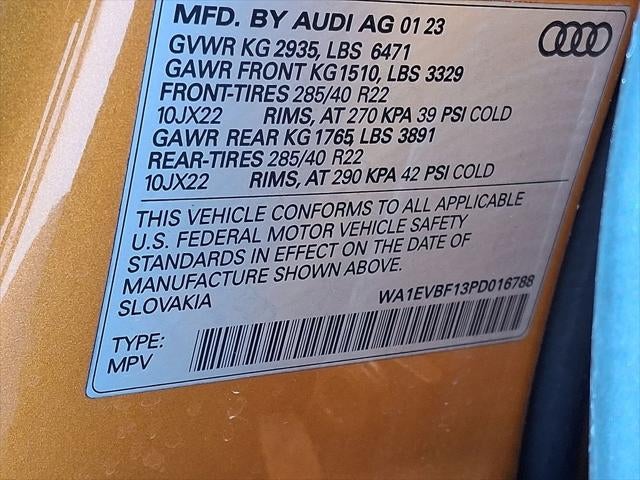 MFD. BY AUDI AG 01 23
GVWR KG 2935, LBS 6471
GAWR FRONT KG1510, LBS 3329
FRONT-TIRES 285/40 R22
10JX22 RIMS, AT 270 KPA 39 PSI COLD
GAWR REAR KG 1765, LBS 3891
REAR-TIRES 285/40 R22
10JX22 RIMS, AT 290 KPA 42 PSI COLD
THIS VEHICLE CONFORMS TO ALL APPLICABLE
U.S. FEDERAL MOTOR VEHICLE SAFETY
STANDARDS IN EFFECT ON THE DATE OF
MANUFACTURE SHOWN ABOVE.
SLOVAKIA
WA1EVBF13PD016788
TYPE:
MPV